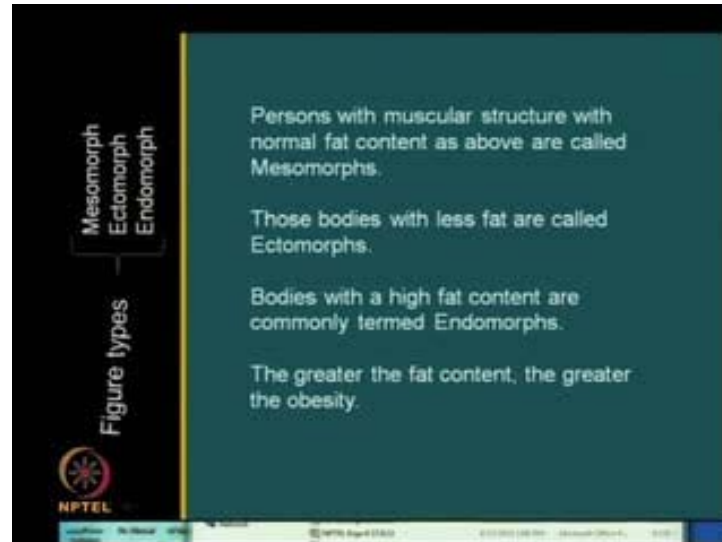 Mesomorph
Ectomorph
Endomorph
Figure types
Persons with muscular structure with
normal fat content as above are called
Mesomorphs.
Those bodies with less fat are called
Ectomorphs.
Bodies with a high fat content are
commonly termed Endomorphs.
The greater the fat content, the greater
the obesity.
NPTEL